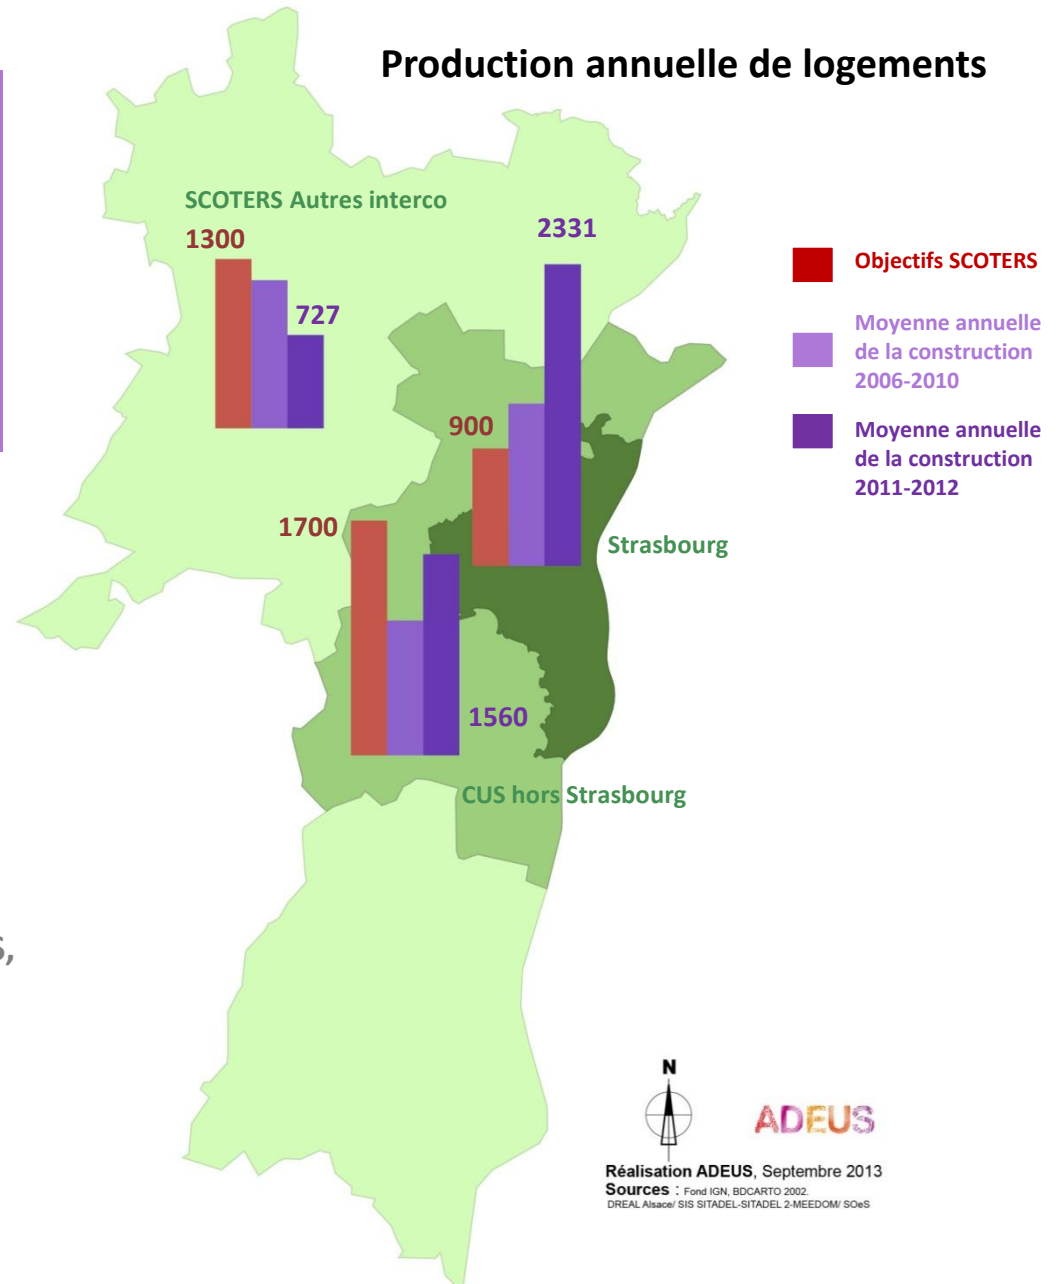 Production annuelle de logements
SCOTERS Autres interco
1300
727
2331
900
1700
1560
Strasbourg
CUS hors Strasbourg
Objectifs SCOTERS
Moyenne annuelle
de la construction
2006-2010
Moyenne annuelle
de la construction
2011-2012
N
ADEUS
Réalisation ADEUS, Septembre 2013
Sources : Fond IGN, BDCARTO 2002.
DREAL Alsace/ SIS SITADEL-SITADEL 2-MEEDOM/ SOeS